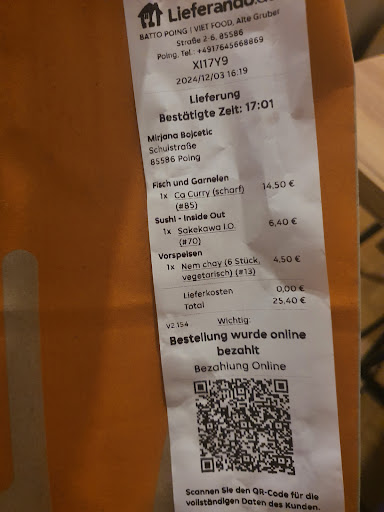 Lieferando.de
BATTO POING | VIET FOOD, Alte Gruber
Straße 2-6, 85586
Poing, Tel.: +4917645668869
XI17Y9
2024/12/03 16:19
Lieferung
Bestätigte Zeit: 17:01
Mirjana Bojcetic
Schulstraße
85586 Poing
Fisch und Garnelen
1x Ca Curry (scharf) 14,50 €
(#85)
Sushi - Inside Out
1x Sakekawa I.O. 6,40 €
(#70)
Vorspeisen
1x Nem chay (6 Stück, 4,50 €
vegetarisch) (#13)
Lieferkosten 0,00 €
Total 25,40 €
V2.154 Wichtig:
Bestellung wurde online
bezahlt
Bezahlung Online
Scannen Sie den QR-Code für die
vollständigen Daten des Kunden.